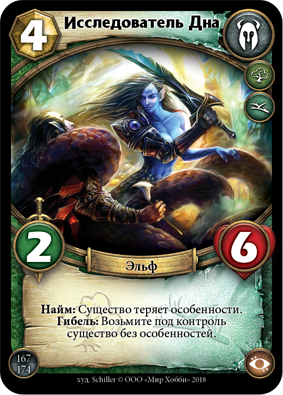 4
Исследователь Дна
2
6
Эльф
Найм: Существо теряет особенности.
Гибель: Возьмите под контроль
существо без особенностей.
167
174
худ. Schiller © ООО «Мир Хобби» 2018